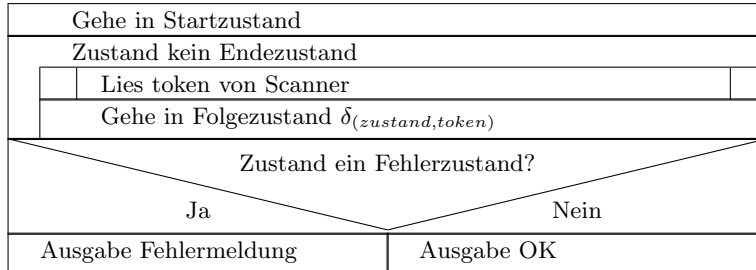 Gehe in Startzustand
Zustand kein Endezustand
Lies token von Scanner
Gehe in Folgezustand δ(zustand,token)
Zustand ein Fehlerzustand?
Ja Nein
Ausgabe Fehlermeldung Ausgabe OK